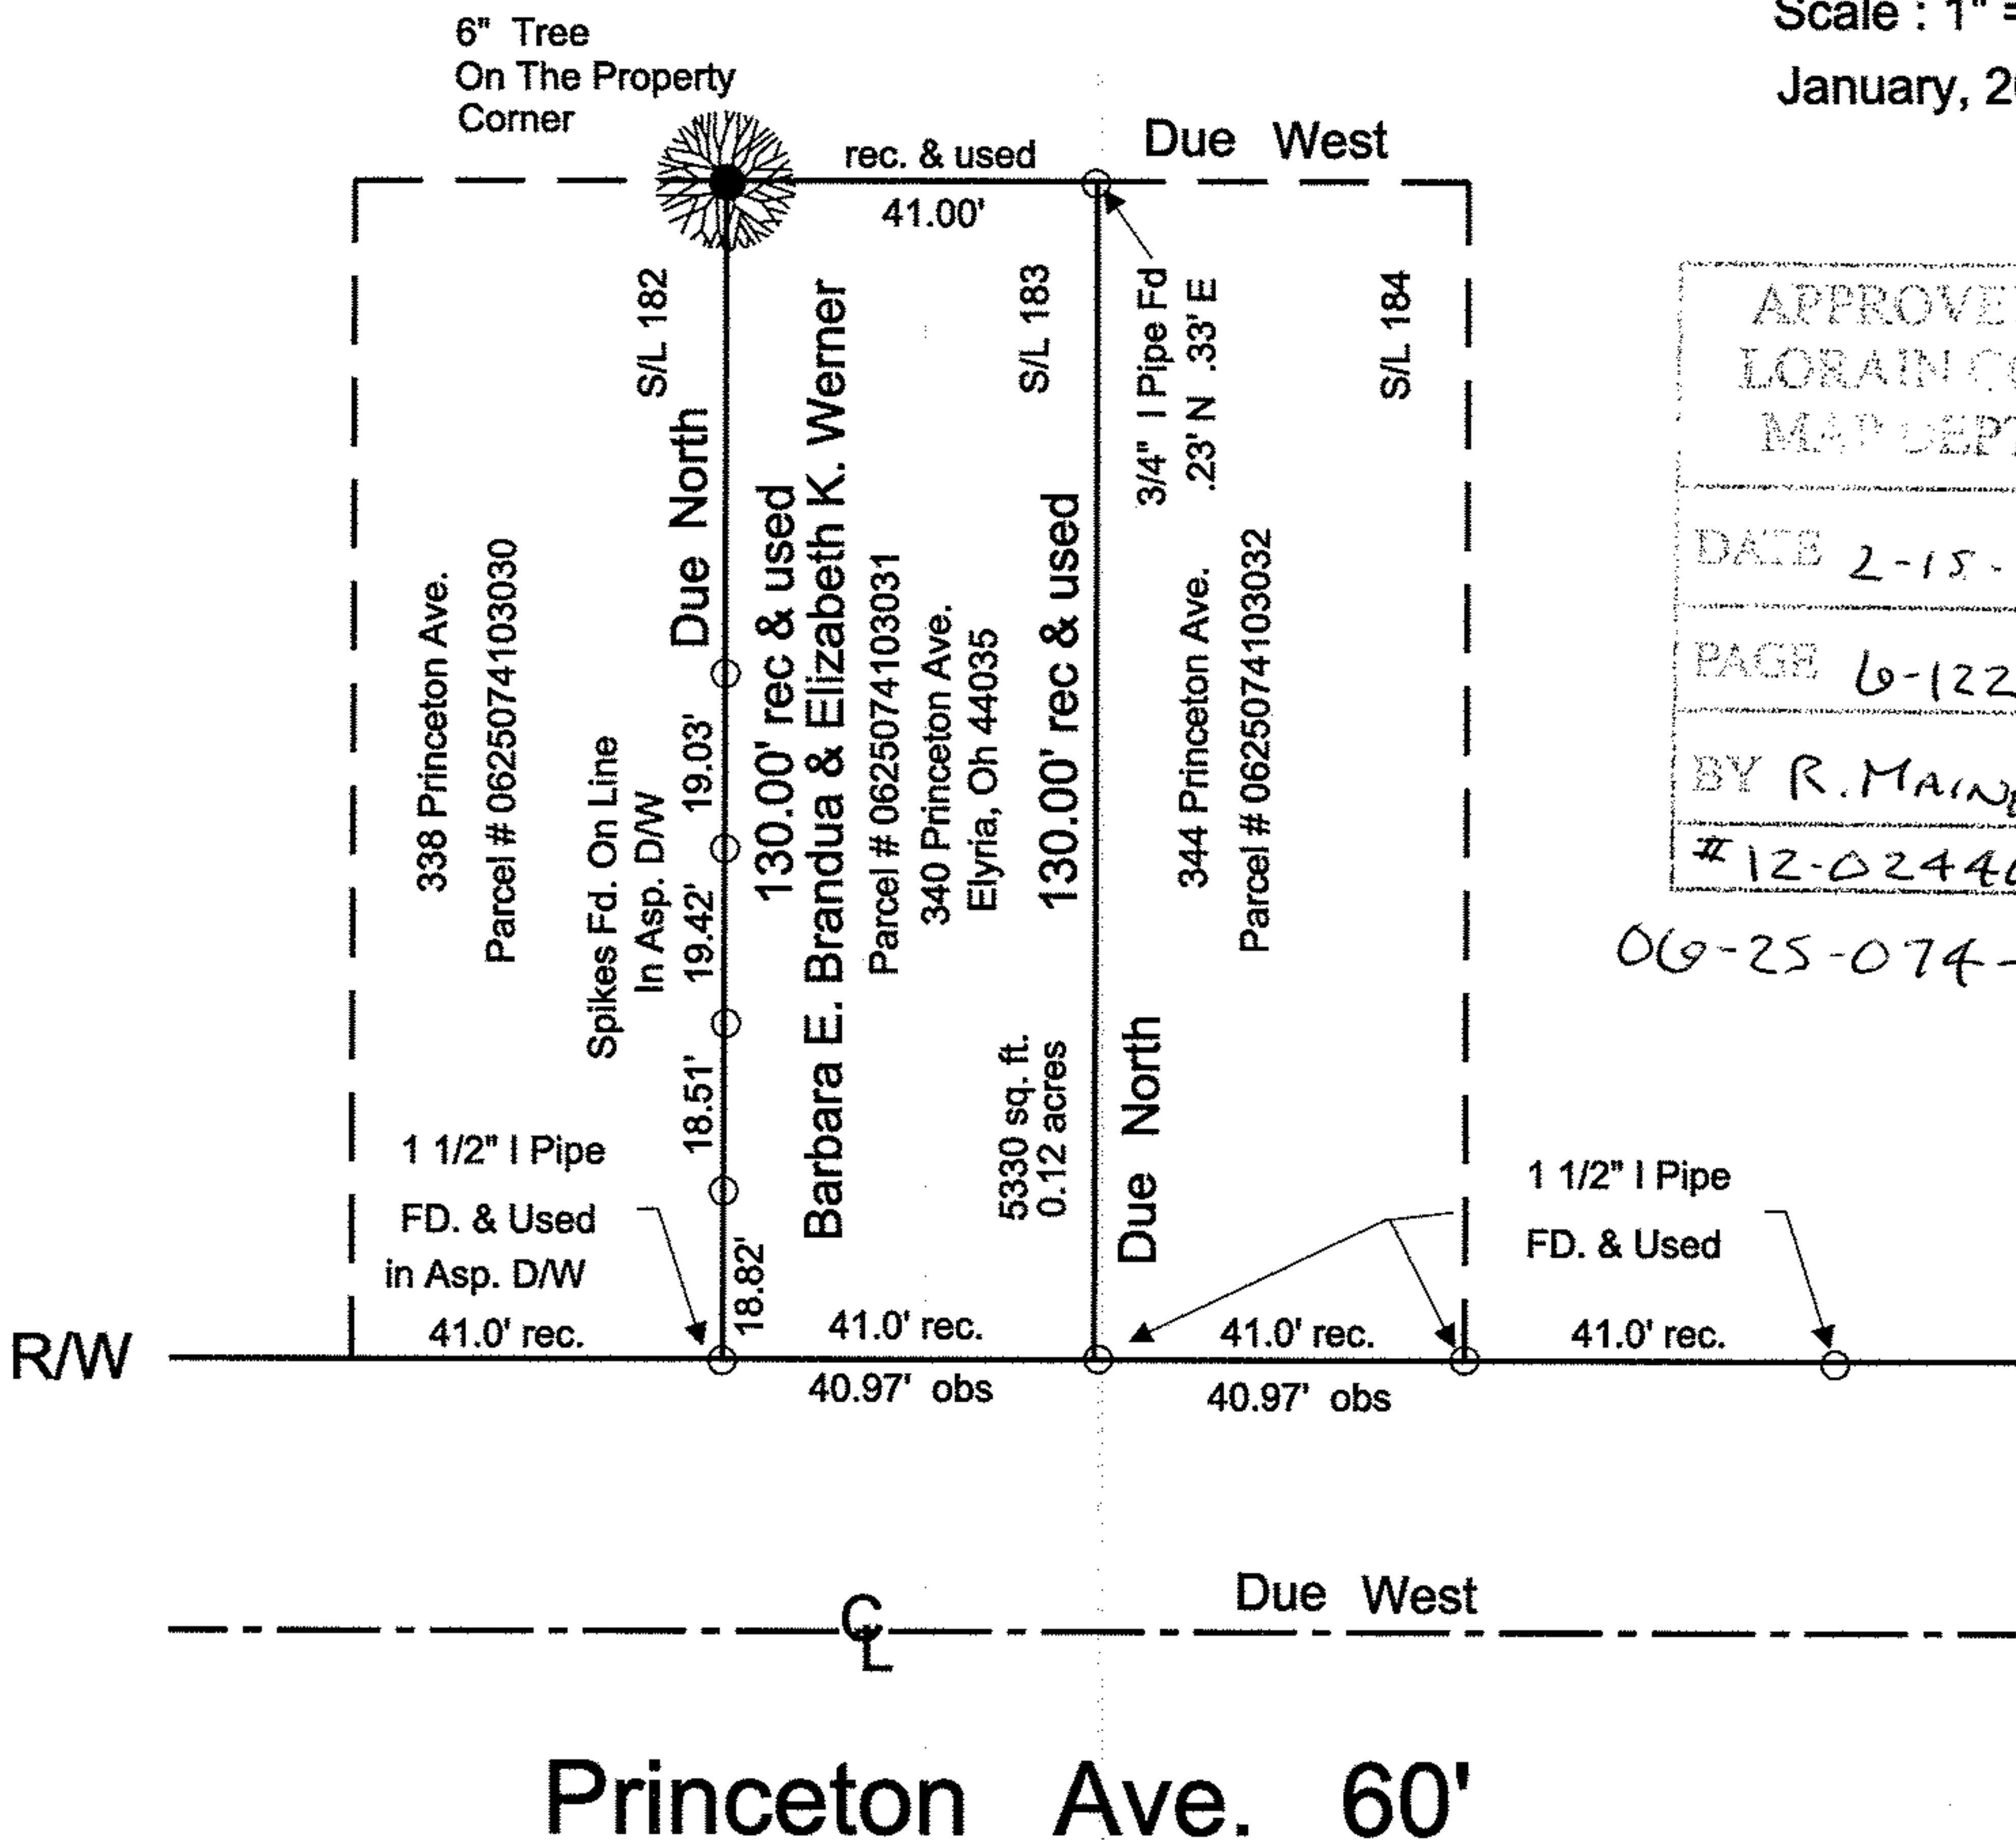 Scale : 1"
January,
6" Tree
On The Property
Corner
rec. & used
Due West
41.00'
S/L 182
S/L 183
S/L 184
3/4" I Pipe Fd
.23' N .33' E
Due North
338 Princeton Ave.
Parcel # 0625074103030
Spikes Fd. On Line
In Asp. D/W
19.03'
19.42'
18.51'
18.82'
130.00' rec & used
Barbara E. Brandua & Elizabeth K. Werner
Parcel # 0625074103031
340 Princeton Ave.
Elyria, Oh 44035
5330 sq. ft.
0.12 acres
130.00' rec & used
Due North
344 Princeton Ave.
Parcel # 0625074103032
APPROVE
LORAIN CO
MAP DEPT
DATE 2-15-
PAGE 6-122
BY R. MAIN
# 12-0244
06-25-074-
1 1/2" I Pipe
FD. & Used
in Asp. D/W
1 1/2" I Pipe
FD. & Used
R/W
41.0' rec.
41.0' rec.
41.0' rec.
41.0' rec.
40.97' obs
40.97' obs
Due West
CL
Princeton Ave. 60'